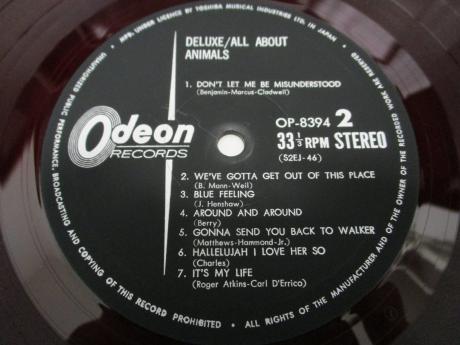 MFG. UNDER LICENCE BY TOSHIBA MUSICAL INDUSTRIES LTD. IN JAPAN •
ALL RIGHTS OF THE MANUFACTURER AND OF THE OWNER OF THE RECORDED WORK ARE RESERVED
UNAUTHORISED PUBLIC PERFORMANCE, BROADCASTING AND COPYING OF THIS RECORD PROHIBITED •
DELUXE/ALL ABOUT
ANIMALS
1. DON'T LET ME BE MISUNDERSTOOD
(Benjamin-Marcus-Cladwell)
Odeon
RECORDS
OP-8394 2
33 1/3 RPM STEREO
(S2EJ-46)
2. WE'VE GOTTA GET OUT OF THIS PLACE
(B. Mann-Weil)
3. BLUE FEELING
(J. Henshaw)
4. AROUND AND AROUND
(Berry)
5. GONNA SEND YOU BACK TO WALKER
(Matthews-Hammond-Jr.)
6. HALLELUJAH I LOVE HER SO
(Charles)
7. IT'S MY LIFE
(Roger Atkins-Carl D'Errico)